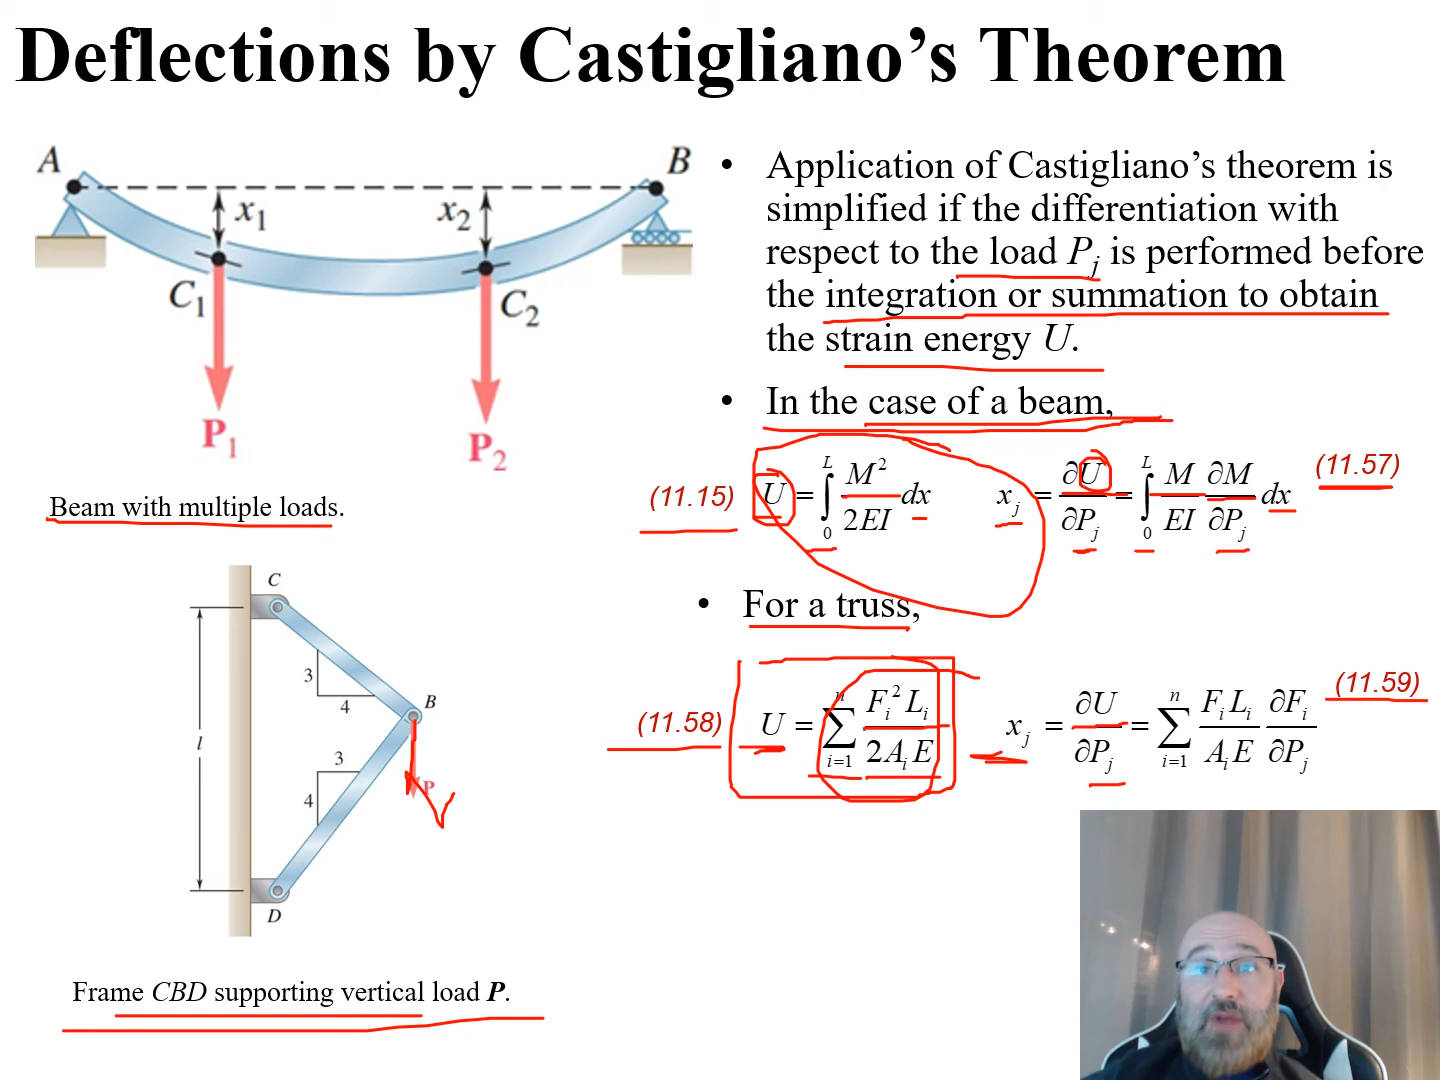 Deflections by Castigliano's Theorem
A
B
x1
x2
C1
C2
P1
P2
Beam with multiple loads.
C
3
4
B
l
3
4
P
D
Frame CBD supporting vertical load P.
• Application of Castigliano's theorem is
simplified if the differentiation with
respect to the load Pj is performed before
the integration or summation to obtain
the strain energy U.
• In the case of a beam,
(11.15) U = ∫₀ᴸ M²/2EI dx xj = ∂U/∂Pj = ∫₀ᴸ M/EI ∂M/∂Pj dx (11.57)
• For a truss,
(11.58) U = ∑ᵢ₌₁ⁿ Fi²Li/2AiE xj = ∂U/∂Pj = ∑ᵢ₌₁ⁿ FiLi/AiE ∂Fi/∂Pj (11.59)